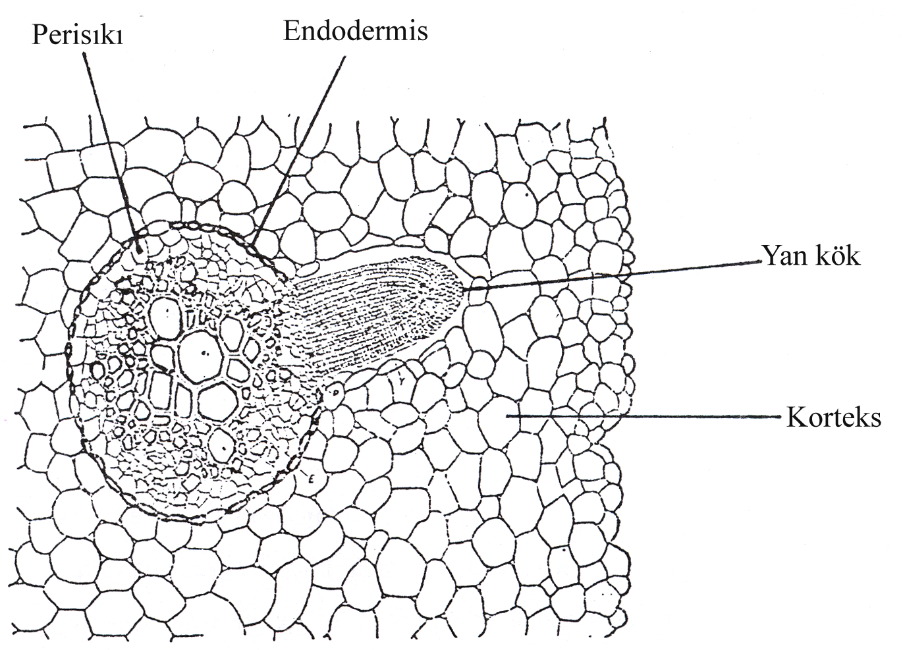 Perisıkı
Endodermis
Yan kök
Korteks
E